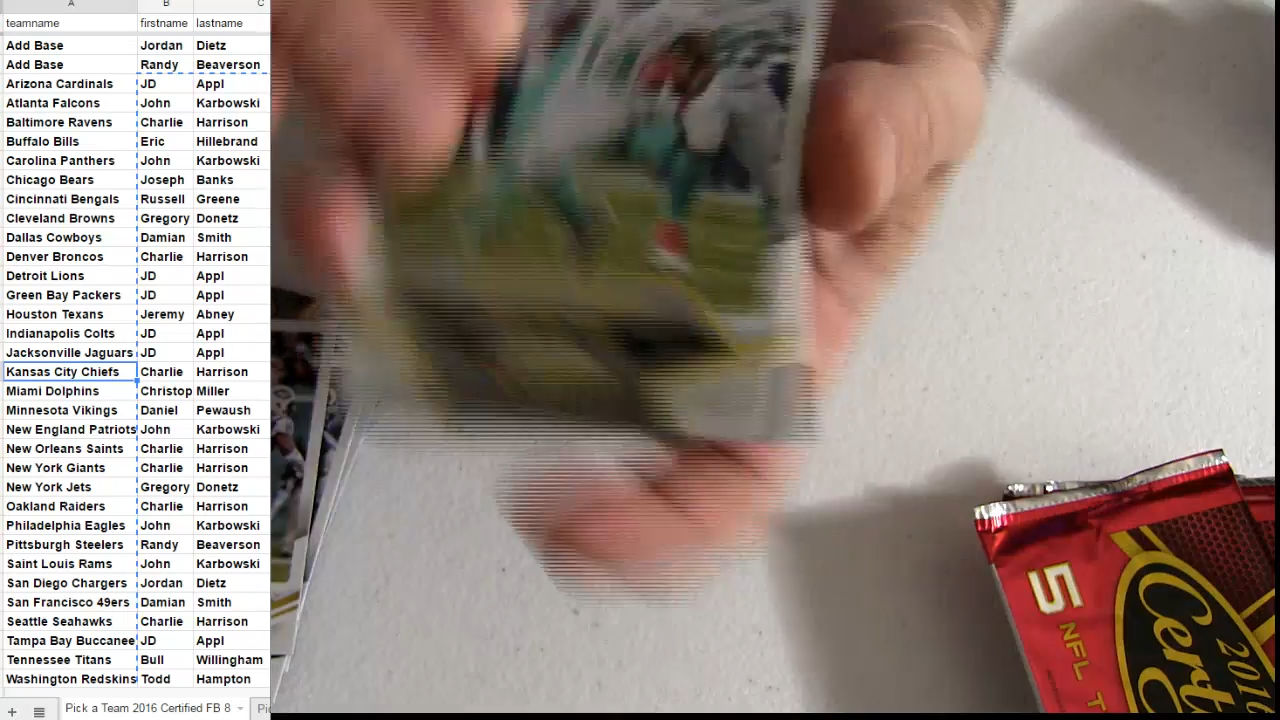 A B C
teamname firstname lastname
Add Base Jordan Dietz
Add Base Randy Beaverson
Arizona Cardinals JD Appl
Atlanta Falcons John Karbowski
Baltimore Ravens Charlie Harrison
Buffalo Bills Eric Hillebrand
Carolina Panthers John Karbowski
Chicago Bears Joseph Banks
Cincinnati Bengals Russell Greene
Cleveland Browns Gregory Donetz
Dallas Cowboys Damian Smith
Denver Broncos Charlie Harrison
Detroit Lions JD Appl
Green Bay Packers JD Appl
Houston Texans Jeremy Abney
Indianapolis Colts JD Appl
Jacksonville Jaguars JD Appl
Kansas City Chiefs Charlie Harrison
Miami Dolphins Christop Miller
Minnesota Vikings Daniel Pewaush
New England Patriots John Karbowski
New Orleans Saints Charlie Harrison
New York Giants Charlie Harrison
New York Jets Gregory Donetz
Oakland Raiders Charlie Harrison
Philadelphia Eagles John Karbowski
Pittsburgh Steelers Randy Beaverson
Saint Louis Rams John Karbowski
San Diego Chargers Jordan Dietz
San Francisco 49ers Damian Smith
Seattle Seahawks Charlie Harrison
Tampa Bay Buccanee JD Appl
Tennessee Titans Bull Willingham
Washington Redskins Todd Hampton
Pick a Team 2016 Certified FB 8
5 NFL T
2016
Cert